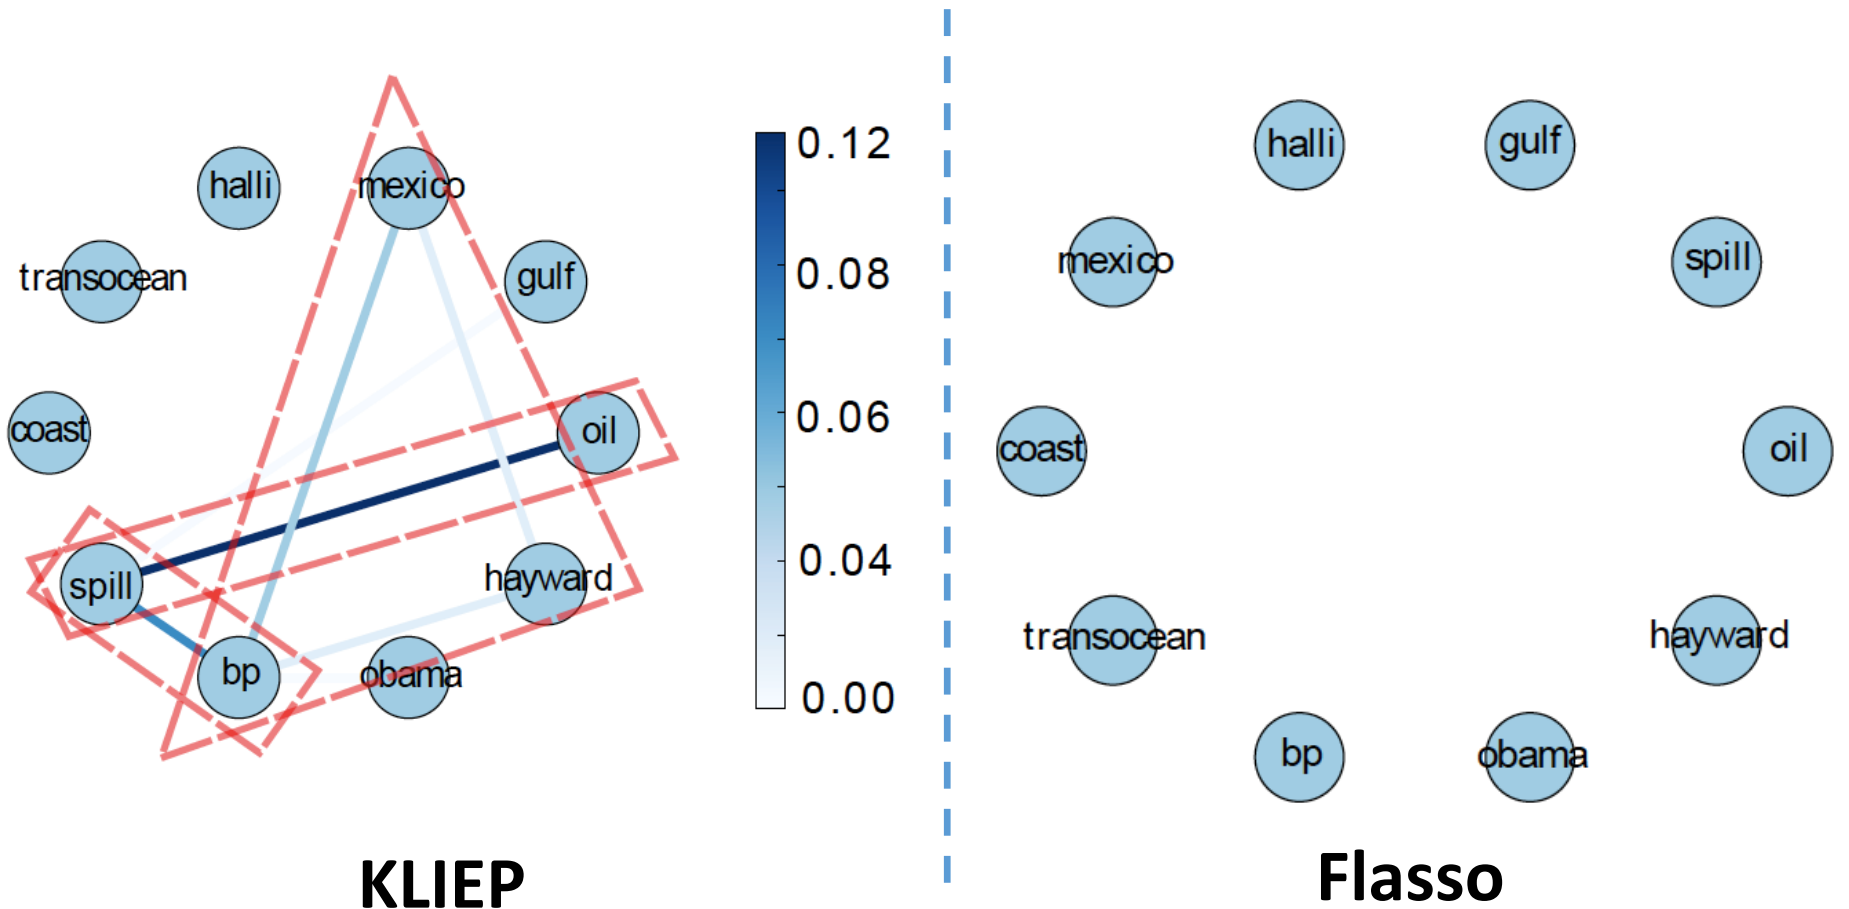 halli
mexico
transocean
gulf
coast
oil
spill
hayward
bp
obama
0.12
0.08
0.06
0.04
0.00
KLIEP
halli
gulf
mexico
spill
coast
oil
transocean
hayward
bp
obama
Flasso